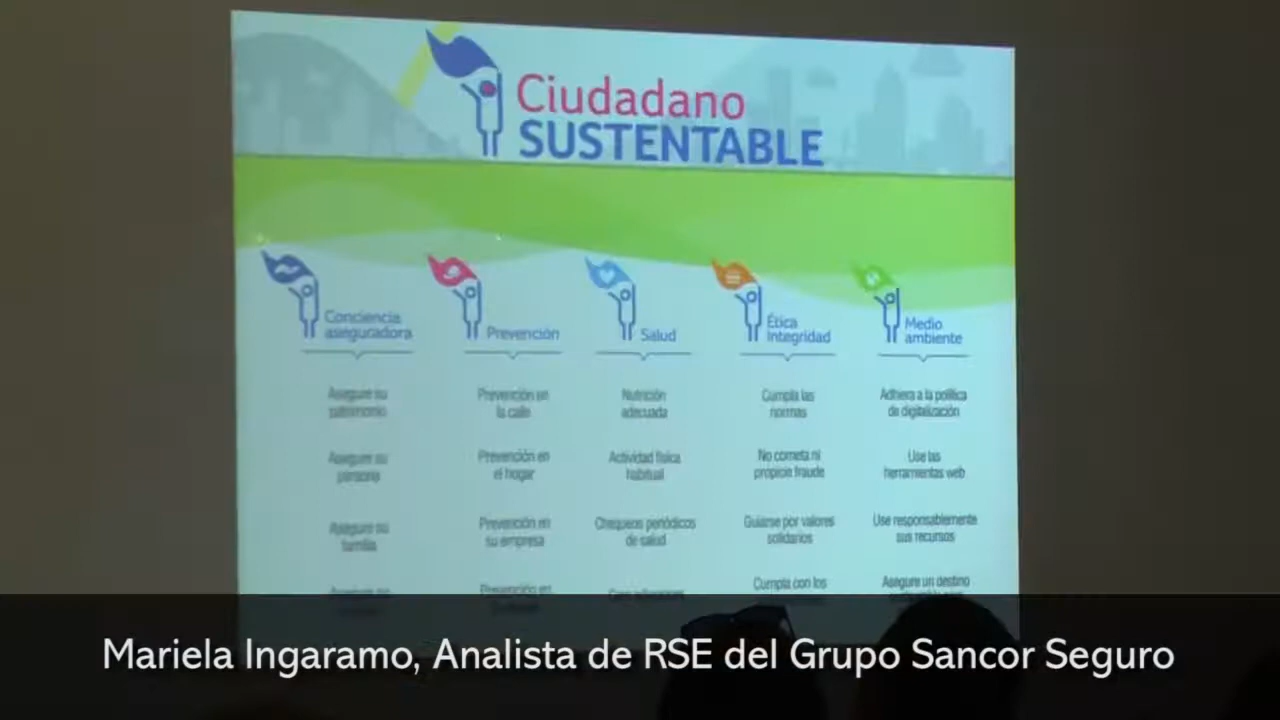 Ciudadano
SUSTENTABLE
Conciencia
aseguradora
Asegure su
patrimonio
Asegure su
persona
Asegure su
familia
Prevención
Prevención en
la calle
Prevención en
el hogar
Prevención en
su empresa
Prevención en
Salud
Nutrición
adecuada
Actividad física
habitual
Chequeos periódicos
de salud
Ética
Integridad
Cumpla las
normas
No cometa ni
propicie fraude
Guiarse por valores
solidarios
Cumpla con los
Medio
ambiente
Adhiera a la política
de digitalización
Use las
herramientas web
Use responsablemente
sus recursos
Asegure un destino
Mariela Ingaramo, Analista de RSE del Grupo Sancor Seguro